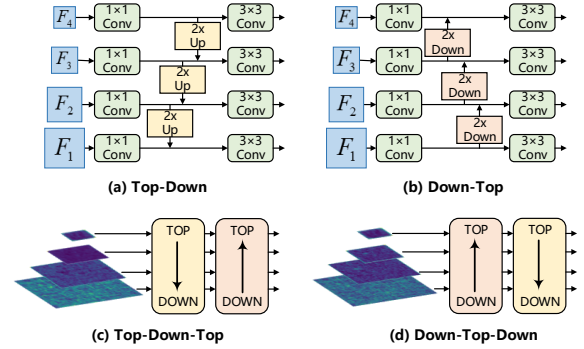 F4
1×1
Conv
2x
Up
3×3
Conv
F3
1×1
Conv
2x
Up
3×3
Conv
F2
1×1
Conv
2x
Up
3×3
Conv
F1
1×1
Conv
3×3
Conv
(a) Top-Down
F4
1×1
Conv
2x
Down
3×3
Conv
F3
1×1
Conv
2x
Down
3×3
Conv
F2
1×1
Conv
2x
Down
3×3
Conv
F1
1×1
Conv
3×3
Conv
(b) Down-Top
TOP
DOWN
TOP
DOWN
(c) Top-Down-Top
TOP
DOWN
TOP
DOWN
(d) Down-Top-Down